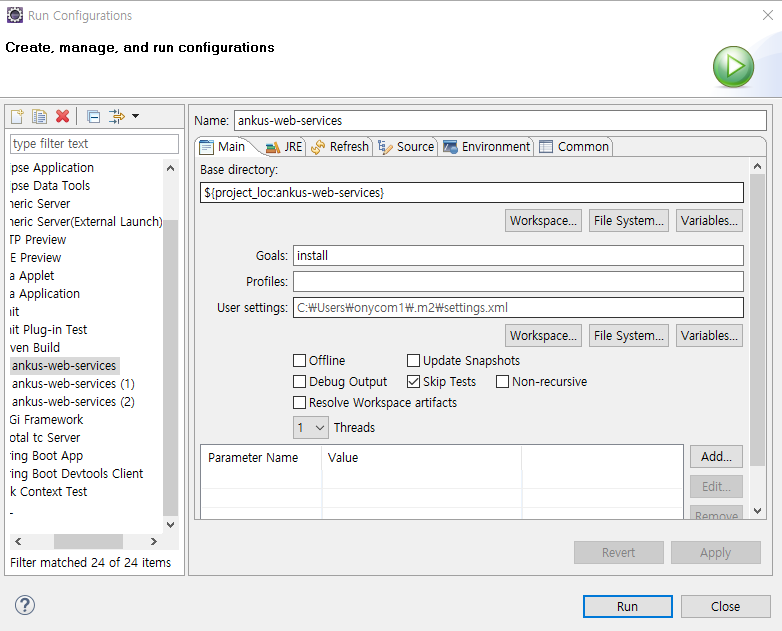 Run Configurations
Create, manage, and run configurations
type filter text
pse Application
pse Data Tools
neric Server
neric Server(External Launch)
TP Preview
E Preview
a Applet
a Application
it
it Plug-in Test
ven Build
ankus-web-services
ankus-web-services (1)
ankus-web-services (2)
Gi Framework
otal tc Server
ring Boot App
ring Boot Devtools Client
k Context Test
Filter matched 24 of 24 items
Name: ankus-web-services
Main JRE Refresh Source Environment Common
Base directory:
${project_loc:ankus-web-services}
Workspace... File System... Variables...
Goals: install
Profiles:
User settings: C:₩Users₩onycom1₩.m2₩settings.xml
Workspace... File System... Variables...
Offline Update Snapshots
Debug Output Skip Tests Non-recursive
Resolve Workspace artifacts
1 Threads
Parameter Name Value
Add...
Edit...
Remove
Revert Apply
? Run Close